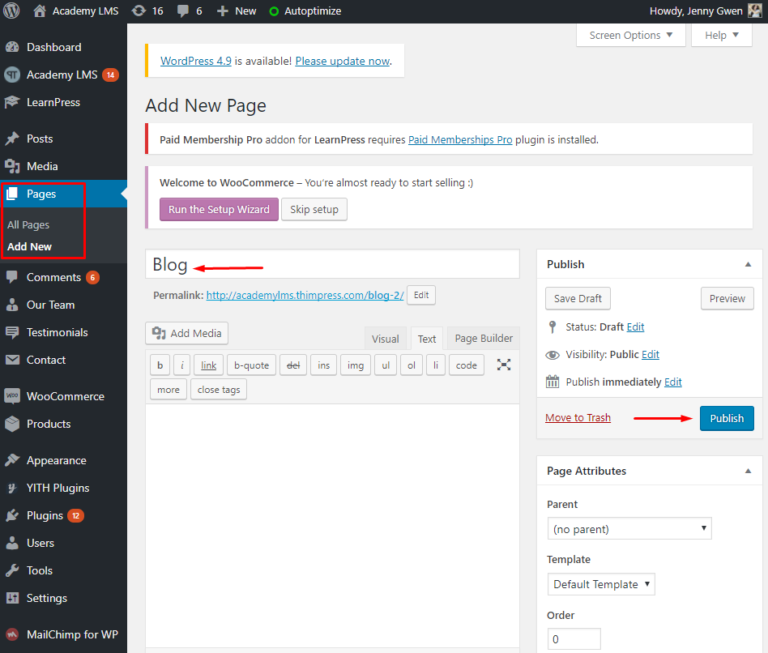 Academy LMS 16 6 New Autoptimize Howdy, Jenny Gwen
Screen Options Help
Dashboard
Academy LMS 14
LearnPress
Posts
Media
Pages
All Pages
Add New
Comments 6
Our Team
Testimonials
Contact
WooCommerce
Products
Appearance
YITH Plugins
Plugins 12
Users
Tools
Settings
MailChimp for WP
WordPress 4.9 is available! Please update now.
Add New Page
Paid Membership Pro addon for LearnPress requires Paid Memberships Pro plugin is installed.
Welcome to WooCommerce – You're almost ready to start selling :)
Run the Setup Wizard Skip setup
Blog
Permalink: http://academylms.thimpress.com/blog-2/ Edit
Add Media
Visual Text Page Builder
b i link b-quote del ins img ul ol li code
more close tags
Publish
Save Draft Preview
Status: Draft Edit
Visibility: Public Edit
Publish immediately Edit
Move to Trash Publish
Page Attributes
Parent
(no parent)
Template
Default Template
Order
0